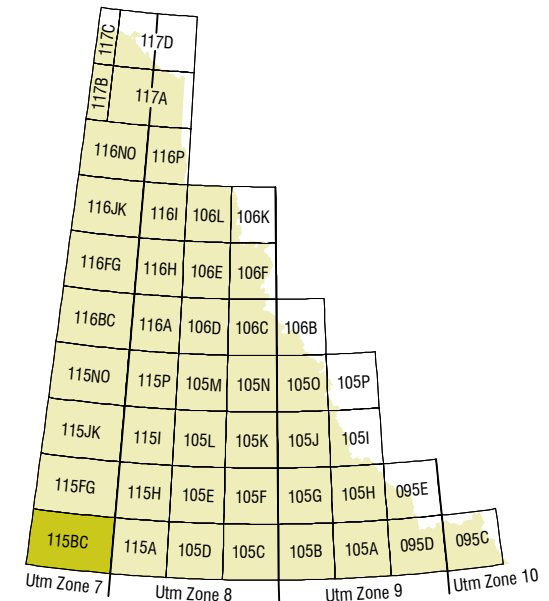 117C 117D
117B 117A
116NO 116P
116JK 116I 106L 106K
116FG 116H 106E 106F
116BC 116A 106D 106C 106B
115NO 115P 105M 105N 105O 105P
115JK 115I 105L 105K 105J 105I
115FG 115H 105E 105F 105G 105H 095E
115BC 115A 105D 105C 105B 105A 095D 095C
Utm Zone 7 Utm Zone 8 Utm Zone 9 Utm Zone 10